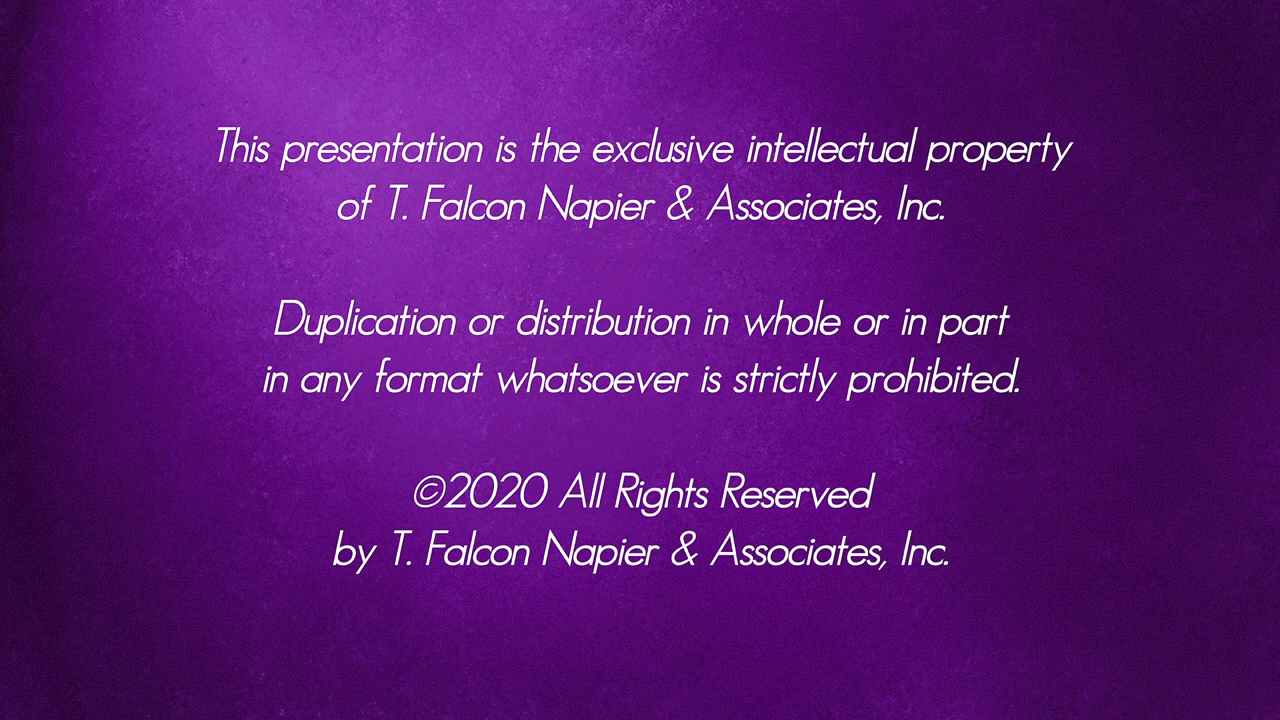 This presentation is the exclusive intellectual property
of T. Falcon Napier & Associates, Inc.
Duplication or distribution in whole or in part
in any format whatsoever is strictly prohibited.
©2020 All Rights Reserved
by T. Falcon Napier & Associates, Inc.